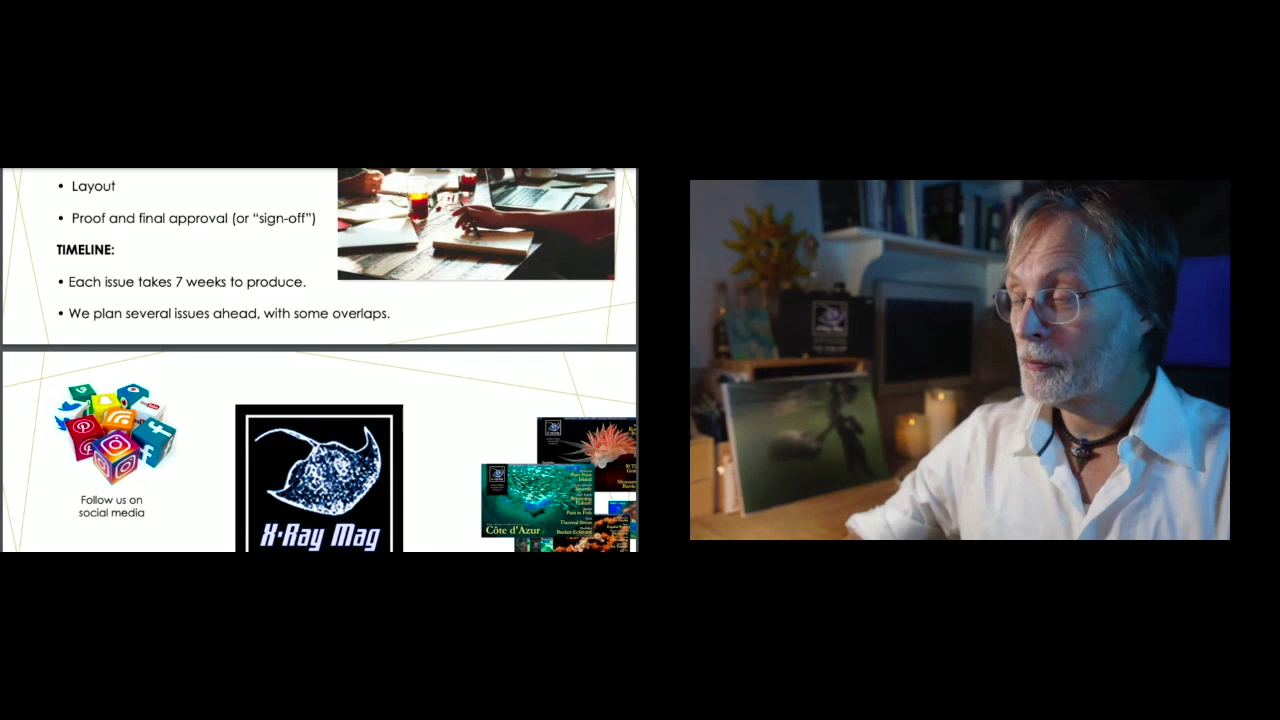 • Layout
• Proof and final approval (or “sign-off”)
TIMELINE:
• Each issue takes 7 weeks to produce.
• We plan several issues ahead, with some overlaps.
Follow us on
social media
X-Ray Mag
Côte d'Azur